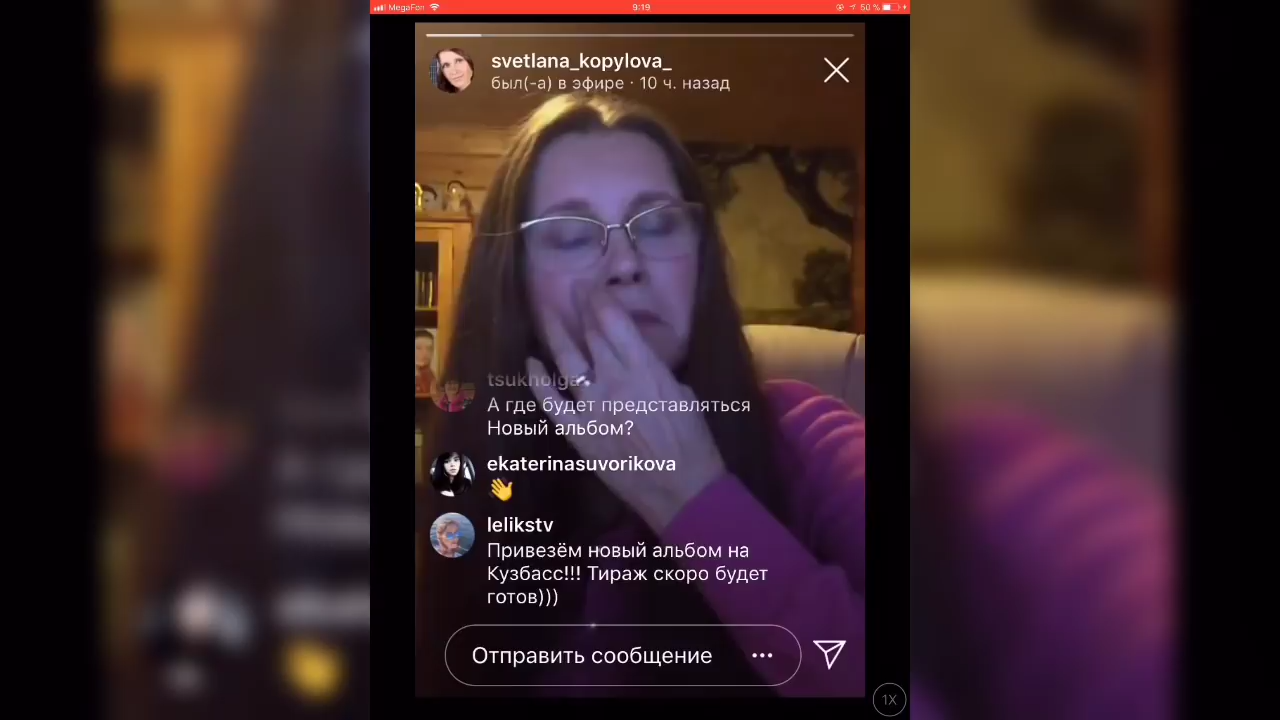 MegaFon
9:19
50 %
svetlana_kopylova_
был(-а) в эфире · 10 ч. назад
tsukholga
А где будет представляться
Новый альбом?
ekaterinasuvorikova
👋
lelikstv
Привезём новый альбом на
Кузбасс!!! Тираж скоро будет
готов)))
Отправить сообщение
1X